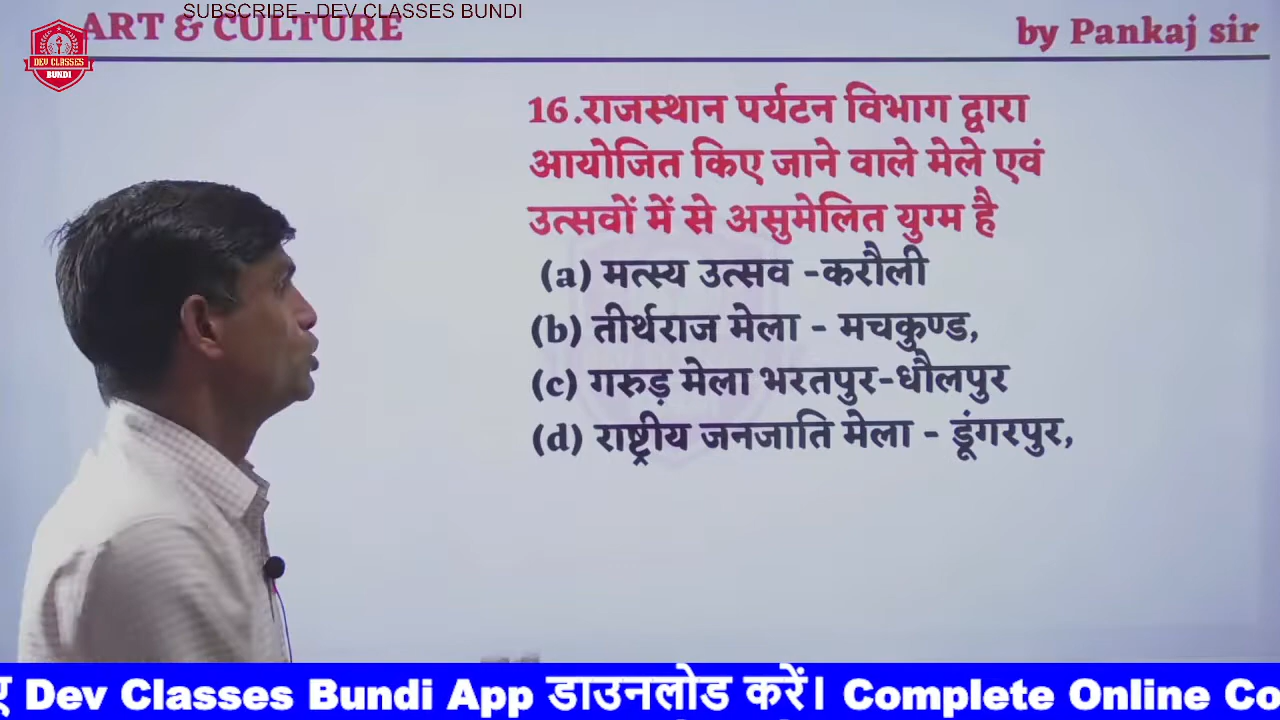 SUBSCRIBE - DEV CLASSES BUNDI
ART & CULTURE
by Pankaj sir
DEV CLASSES
BUNDI
16.राजस्थान पर्यटन विभाग द्वारा
आयोजित किए जाने वाले मेले एवं
उत्सवों में से असुमेलित युग्म है
(a) मत्स्य उत्सव -करौली
(b) तीर्थराज मेला - मचकुण्ड,
(c) गरुड़ मेला भरतपुर-धौलपुर
(d) राष्ट्रीय जनजाति मेला - डूंगरपुर,
Dev Classes Bundi App डाउनलोड करें। Complete Online